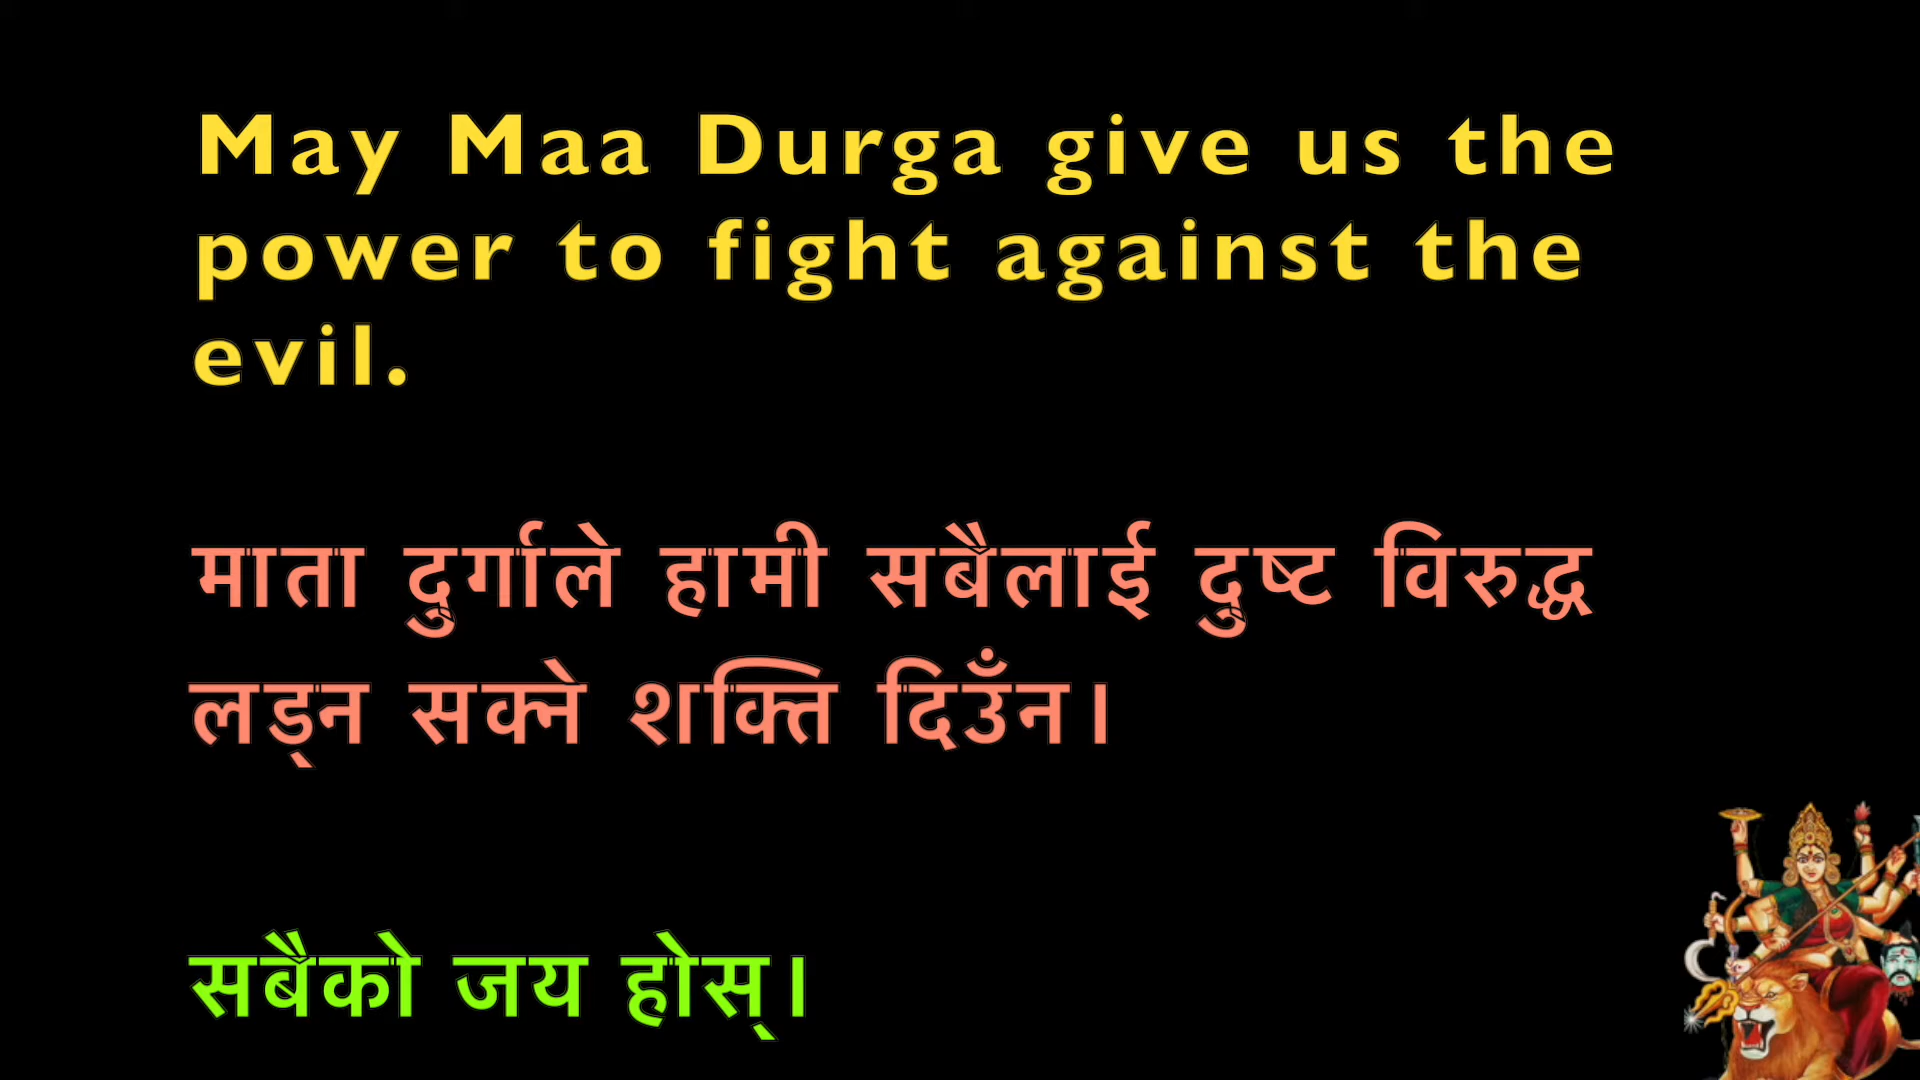 May Maa Durga give us the
power to fight against the
evil.
माता दुर्गाले हामी सबैलाई दुष्ट विरुद्ध
लड्न सक्ने शक्ति दिउँन।
सबैको जय होस्।